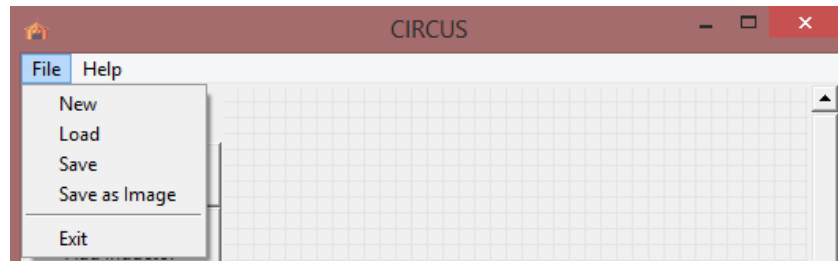 CIRCUS
File Help
New
Load
Save
Save as Image
Exit